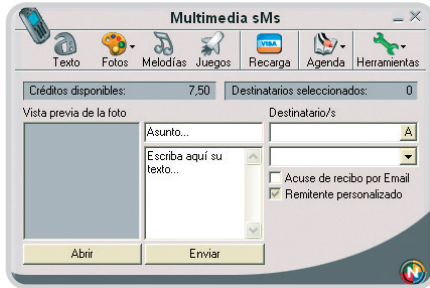 Multimedia sMs
Texto Fotos Melodías Juegos Recarga Agenda Herramientas
VISA
Créditos disponibles: 7,50 Destinatarios seleccionados: 0
Vista previa de la foto
Destinatario/s
Asunto...
A
Escriba aquí su
texto...
Acuse de recibo por Email
Remitente personalizado
Abrir
Enviar